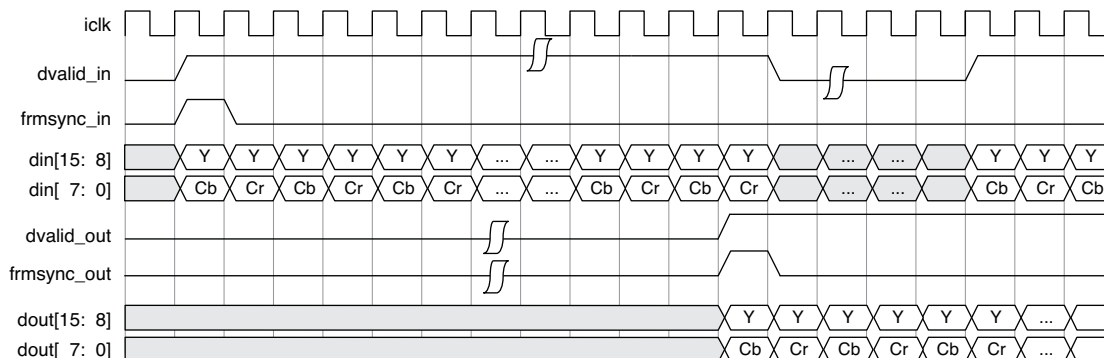 iclk
dvalid_in
frmsync_in
din[15: 8] Y Y Y Y Y Y ... ... Y Y Y Y ... ... Y Y Y
din[ 7: 0] Cb Cr Cb Cr Cb Cr ... ... Cb Cr Cb Cr ... ... Cb Cr Cb
dvalid_out
frmsync_out
dout[15: 8] Y Y Y Y Y Y ...
dout[ 7: 0] Cb Cr Cb Cr Cb Cr ...